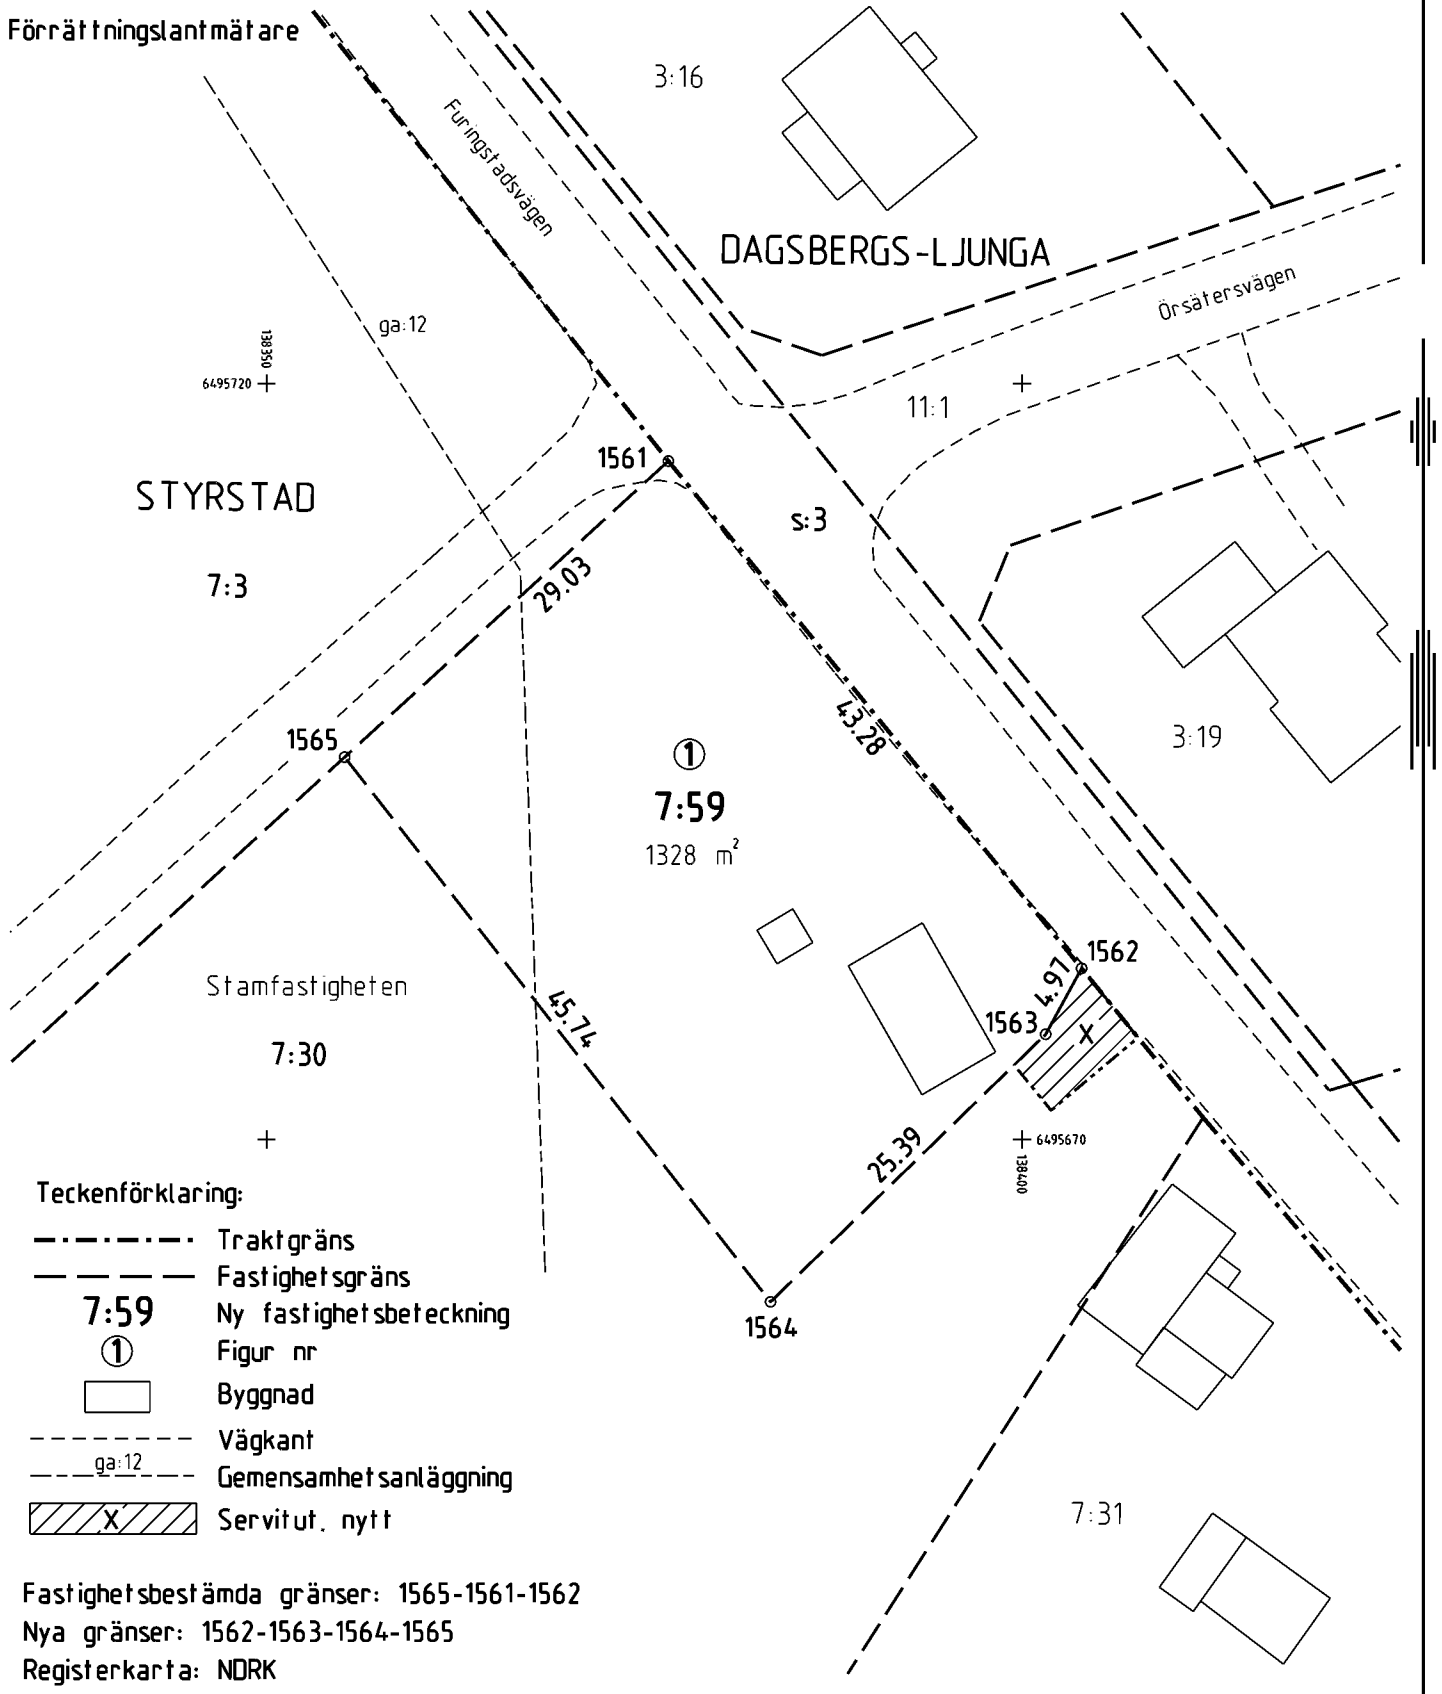 Förrättningslantmätare
3:16
Furingstadsvägen
DAGSBERGS-LJUNGA
Örsätersvägen
ga:12
138350
6495720
11:1
1561
STYRSTAD
s:3
7:3
29.03
43.28
1565
3:19
1
7:59
1328 m²
1562
4.97
1563
Stamfastigheten
45.74
X
7:30
25.39
6495670
138400
1564
7:31
Teckenförklaring:
Traktgräns
Fastighetsgräns
7:59 Ny fastighetsbeteckning
1 Figur nr
Byggnad
Vägkant
ga:12 Gemensamhetsanläggning
X Servitut, nytt
Fastighetsbestämda gränser: 1565-1561-1562
Nya gränser: 1562-1563-1564-1565
Registerkarta: NDRK